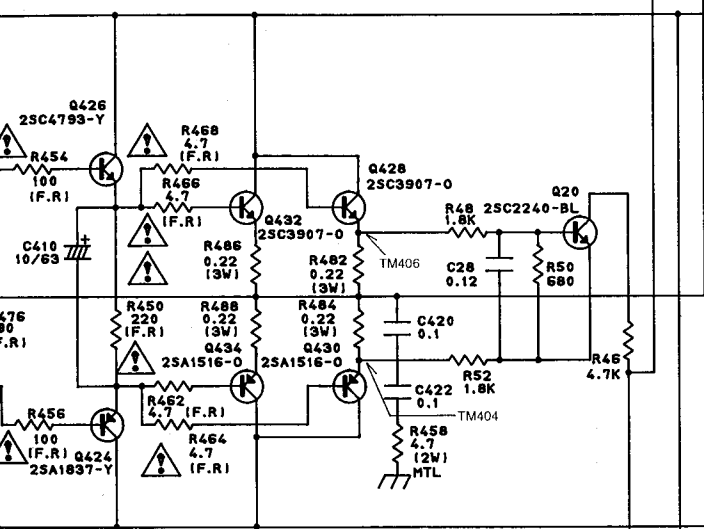 Q426
2SC4793-Y
R454
100
(F.R)
R468
4.7
(F.R)
R466
4.7
(F.R)
Q428
2SC3907-O
Q432
2SC3907-O
R48
1.8K
Q20
2SC2240-BL
C410
10/63
R486
0.22
(3W)
R482
0.22
(3W)
TM406
C28
0.12
R50
680
476
80
F.R)
R450
220
(F.R)
R488
0.22
(3W)
R484
0.22
(3W)
C420
0.1
Q434
2SA1516-O
Q430
2SA1516-O
R46
4.7K
R52
1.8K
C422
0.1
TM404
R462
4.7 (F.R)
R456
100
(F.R)
Q424
2SA1837-Y
R464
4.7
(F.R)
R458
4.7
(2W)
MTL